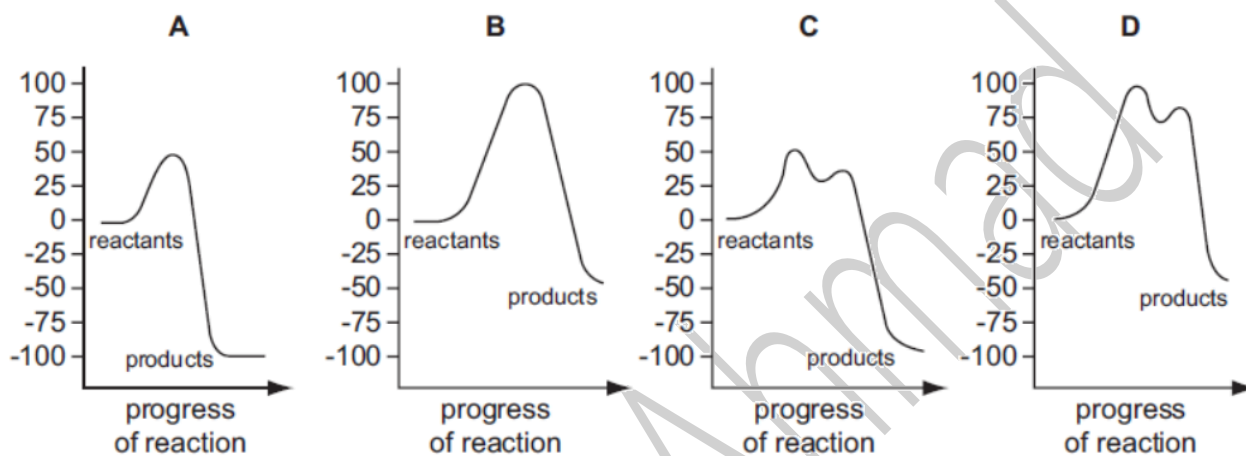 A
B
C
D
100
75
50
25
0
-25
-50
-75
-100
reactants
products
progress
of reaction
100
75
50
25
0
-25
-50
-75
-100
reactants
products
progress
of reaction
100
75
50
25
0
-25
-50
-75
-100
reactants
products
progress
of reaction
100
75
50
25
0
-25
-50
-75
-100
reactants
products
progress
of reaction
Ahmad